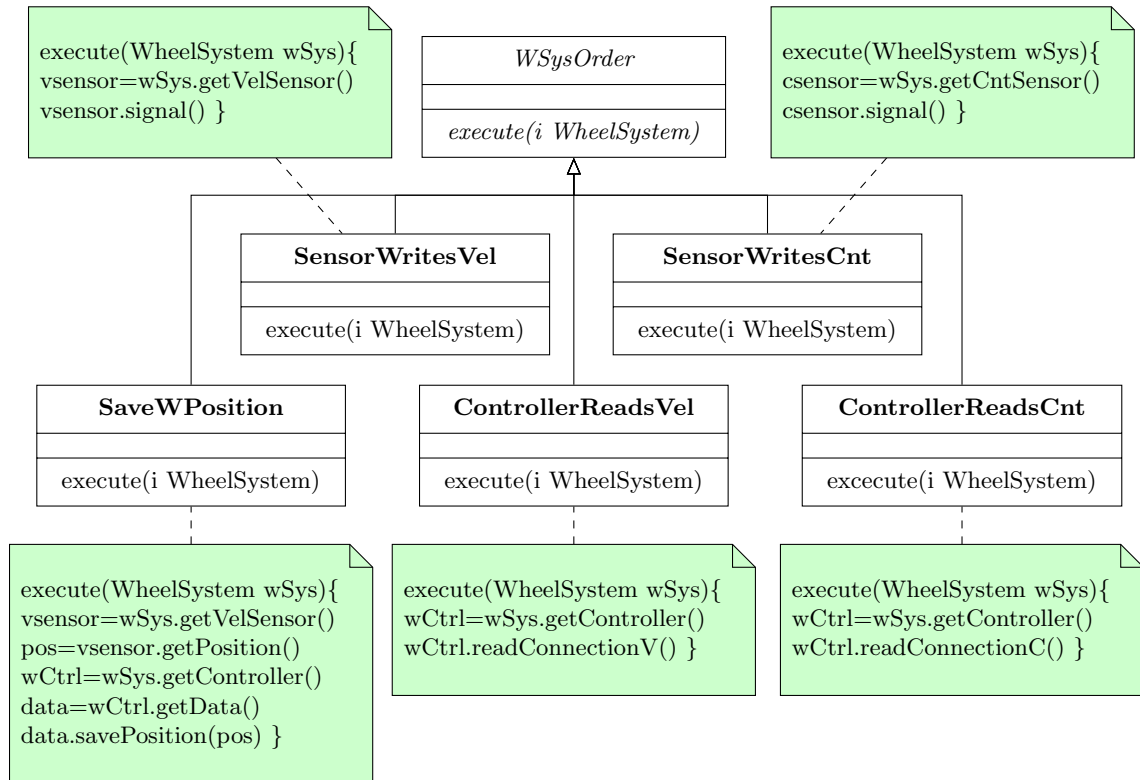 execute(WheelSystem wSys){
vsensor=wSys.getVelSensor()
vsensor.signal() }
WSysOrder
execute(i WheelSystem)
execute(WheelSystem wSys){
csensor=wSys.getCntSensor()
csensor.signal() }
SensorWritesVel
execute(i WheelSystem)
SensorWritesCnt
execute(i WheelSystem)
SaveWPosition
execute(i WheelSystem)
ControllerReadsVel
execute(i WheelSystem)
ControllerReadsCnt
excecute(i WheelSystem)
execute(WheelSystem wSys){
vsensor=wSys.getVelSensor()
pos=vsensor.getPosition()
wCtrl=wSys.getController()
data=wCtrl.getData()
data.savePosition(pos) }
execute(WheelSystem wSys){
wCtrl=wSys.getController()
wCtrl.readConnectionV() }
execute(WheelSystem wSys){
wCtrl=wSys.getController()
wCtrl.readConnectionC() }